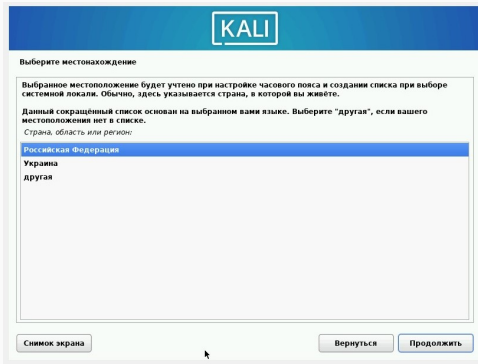 KALI
Выберите местонахождение
Выбранное местоположение будет учтено при настройке часового пояса и создании списка при выборе
системной локали. Обычно, здесь указывается страна, в которой вы живёте.
Данный сокращённый список основан на выбранном вами языке. Выберите "другая", если вашего
местоположения нет в списке.
Страна, область или регион:
Российская Федерация
Украина
другая
Снимок экрана
Вернуться
Продолжить